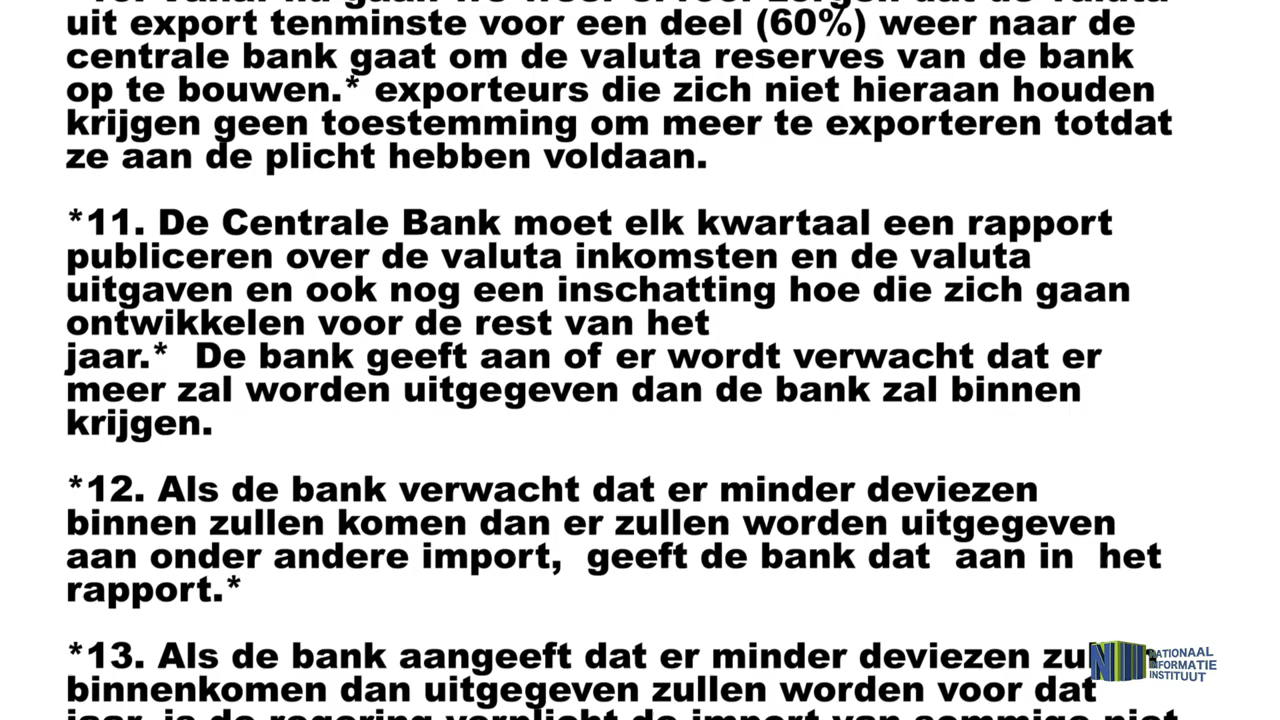 uit export tenminste voor een deel (60%) weer naar de
centrale bank gaat om de valuta reserves van de bank
op te bouwen.* exporteurs die zich niet hieraan houden
krijgen geen toestemming om meer te exporteren totdat
ze aan de plicht hebben voldaan.
*11. De Centrale Bank moet elk kwartaal een rapport
publiceren over de valuta inkomsten en de valuta
uitgaven en ook nog een inschatting hoe die zich gaan
ontwikkelen voor de rest van het
jaar.*  De bank geeft aan of er wordt verwacht dat er
meer zal worden uitgegeven dan de bank zal binnen
krijgen.
*12. Als de bank verwacht dat er minder deviezen
binnen zullen komen dan er zullen worden uitgegeven
aan onder andere import,  geeft de bank dat  aan in  het
rapport.*
*13. Als de bank aangeeft dat er minder deviezen
binnenkomen dan uitgegeven zullen worden voor dat
NATIONAAL
INFORMATIE
INSTITUUT